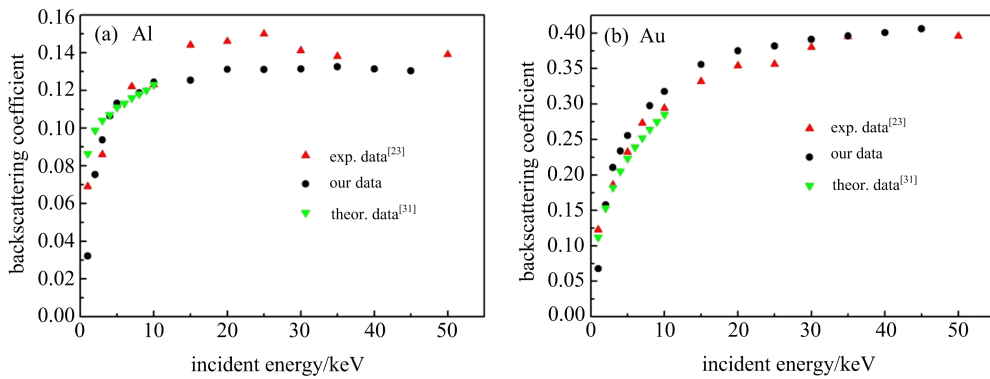 (a) Al
backscattering coefficient
0.16
0.14
0.12
0.10
0.08
0.06
0.04
0.02
0.00
exp. data[23]
our data
theor. data[31]
0 10 20 30 40 50
incident energy/keV
(b) Au
backscattering coefficient
0.40
0.35
0.30
0.25
0.20
0.15
0.10
0.05
0.00
exp. data[23]
our data
theor. data[31]
0 10 20 30 40 50
incident energy/keV